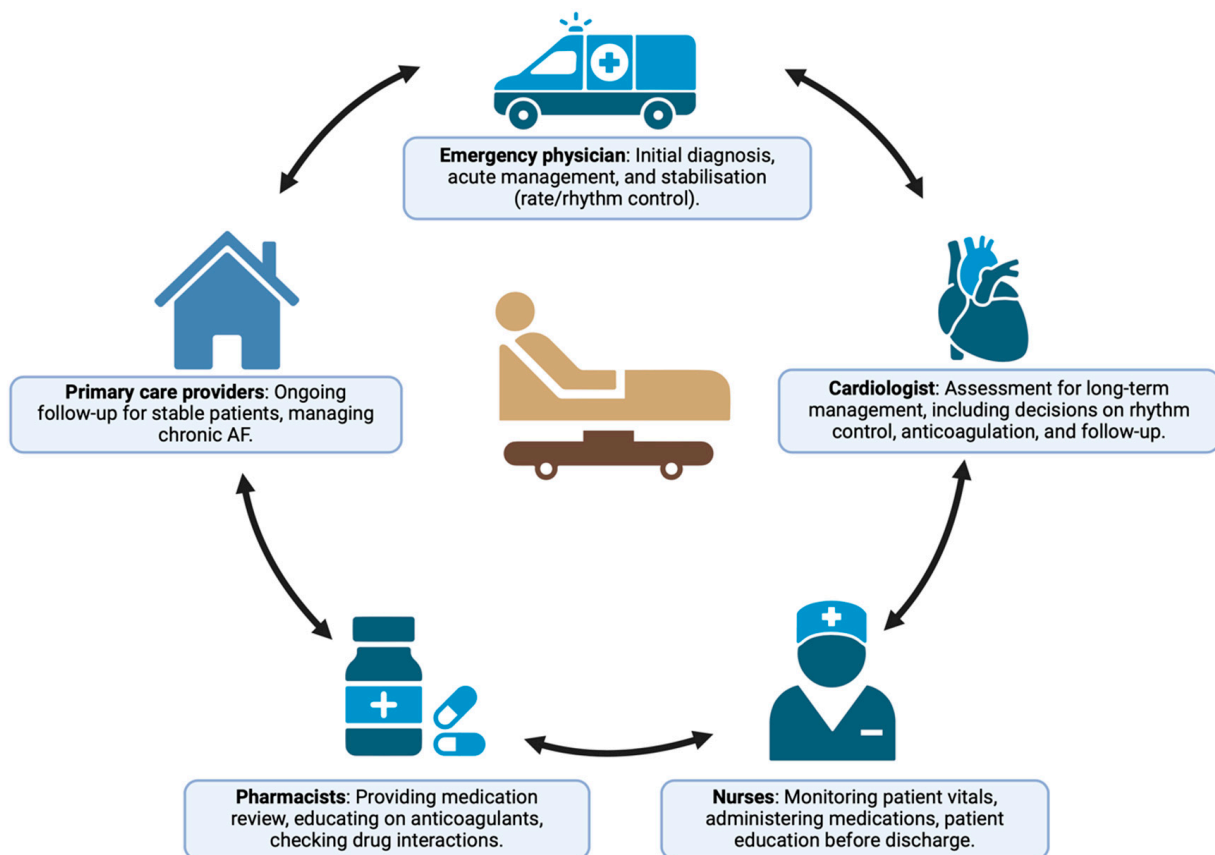 Emergency physician: Initial diagnosis,
acute management, and stabilisation
(rate/rhythm control).
Primary care providers: Ongoing
follow-up for stable patients, managing
chronic AF.
Cardiologist: Assessment for long-term
management, including decisions on rhythm
control, anticoagulation, and follow-up.
Pharmacists: Providing medication
review, educating on anticoagulants,
checking drug interactions.
Nurses: Monitoring patient vitals,
administering medications, patient
education before discharge.